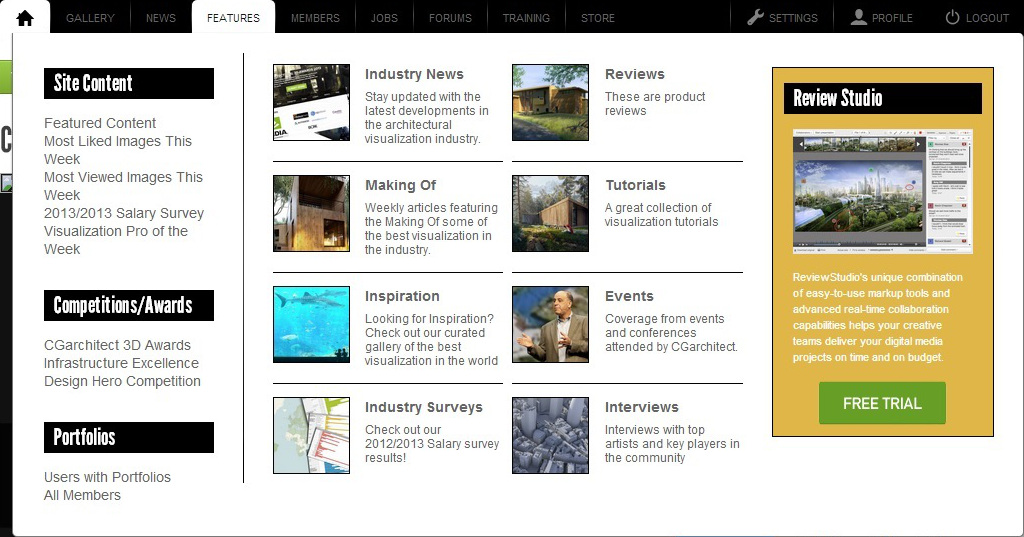 GALLERY NEWS FEATURES MEMBERS JOBS FORUMS TRAINING STORE SETTINGS PROFILE LOGOUT
Site Content
Featured Content
Most Liked Images This
Week
Most Viewed Images This
Week
2013/2013 Salary Survey
Visualization Pro of the
Week
Competitions/Awards
CGarchitect 3D Awards
Infrastructure Excellence
Design Hero Competition
Portfolios
Users with Portfolios
All Members
Industry News
Stay updated with the
latest developments in
the architectural
visualization industry.
Reviews
These are product
reviews
Making Of
Weekly articles featuring
the Making Of some of
the best visualization in
the industry.
Tutorials
A great collection of
visualization tutorials
Inspiration
Looking for Inspiration?
Check out our curated
gallery of the best
visualization in the world
Events
Coverage from events
and conferences
attended by CGarchitect.
Industry Surveys
Check out our
2012/2013 Salary survey
results!
Interviews
Interviews with top
artists and key players in
the community
Review Studio
ReviewStudio's unique combination
of easy-to-use markup tools and
advanced real-time collaboration
capabilities helps your creative
teams deliver your digital media
projects on time and on budget.
FREE TRIAL